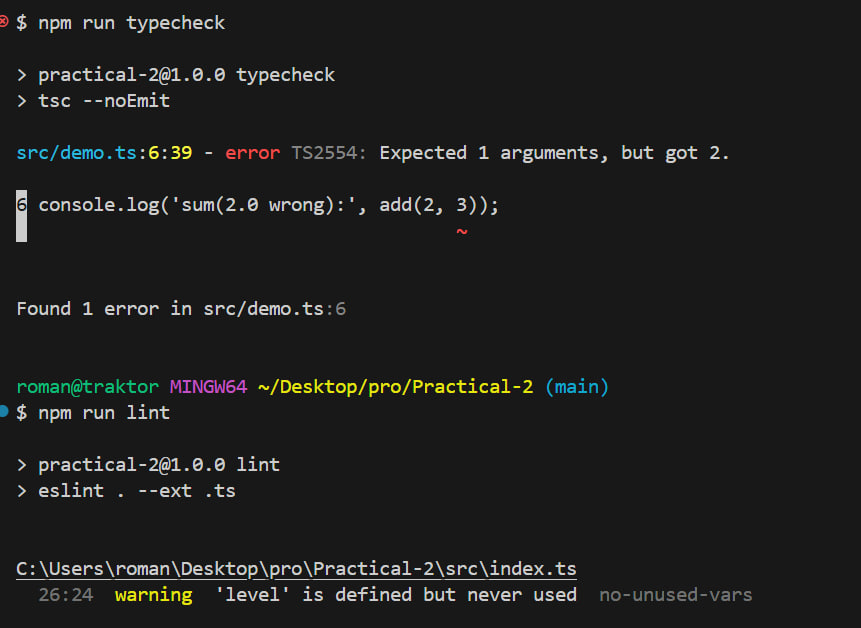 $ npm run typecheck
> practical-2@1.0.0 typecheck
> tsc --noEmit
src/demo.ts:6:39 - error TS2554: Expected 1 arguments, but got 2.
6 console.log('sum(2.0 wrong):', add(2, 3));
~
Found 1 error in src/demo.ts:6
roman@traktor MINGW64 ~/Desktop/pro/Practical-2 (main)
$ npm run lint
> practical-2@1.0.0 lint
> eslint . --ext .ts
C:\Users\roman\Desktop\pro\Practical-2\src\index.ts
26:24 warning 'level' is defined but never used no-unused-vars